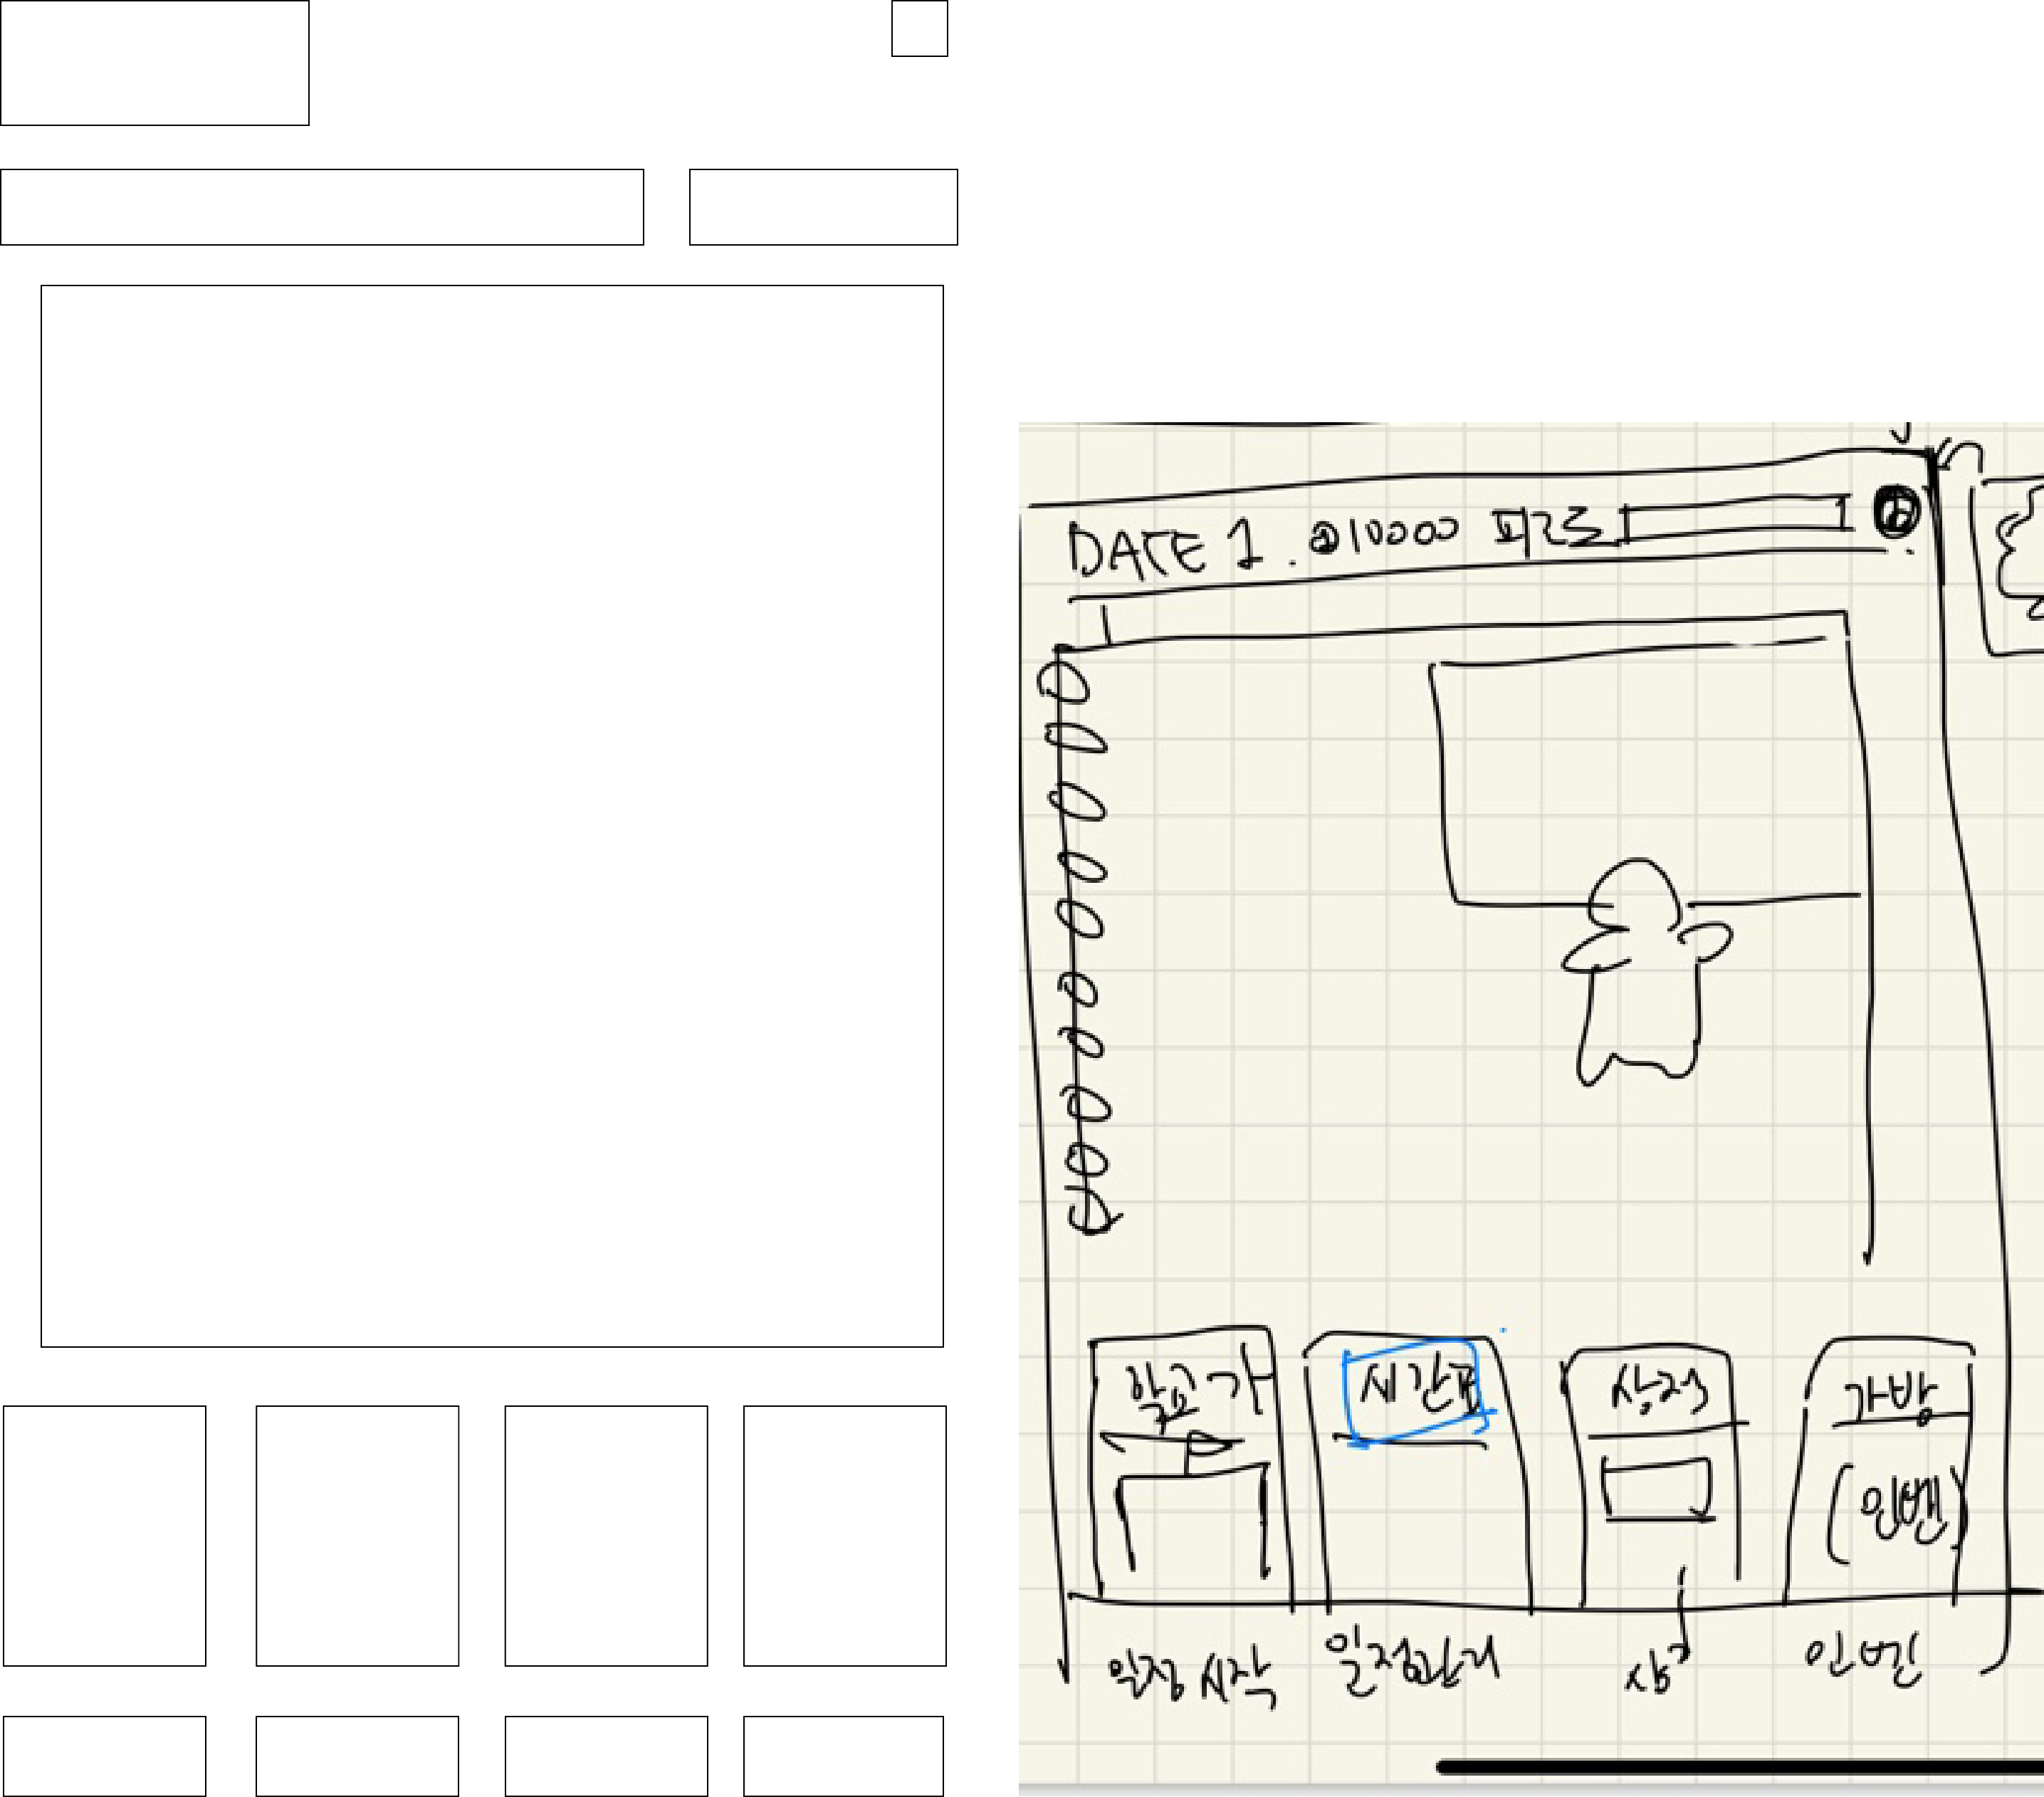 DATE 1. 10000 피로도
학교가
시간표
상점
가방
(인벤)
일정 시작
일정관리
상점
인벤